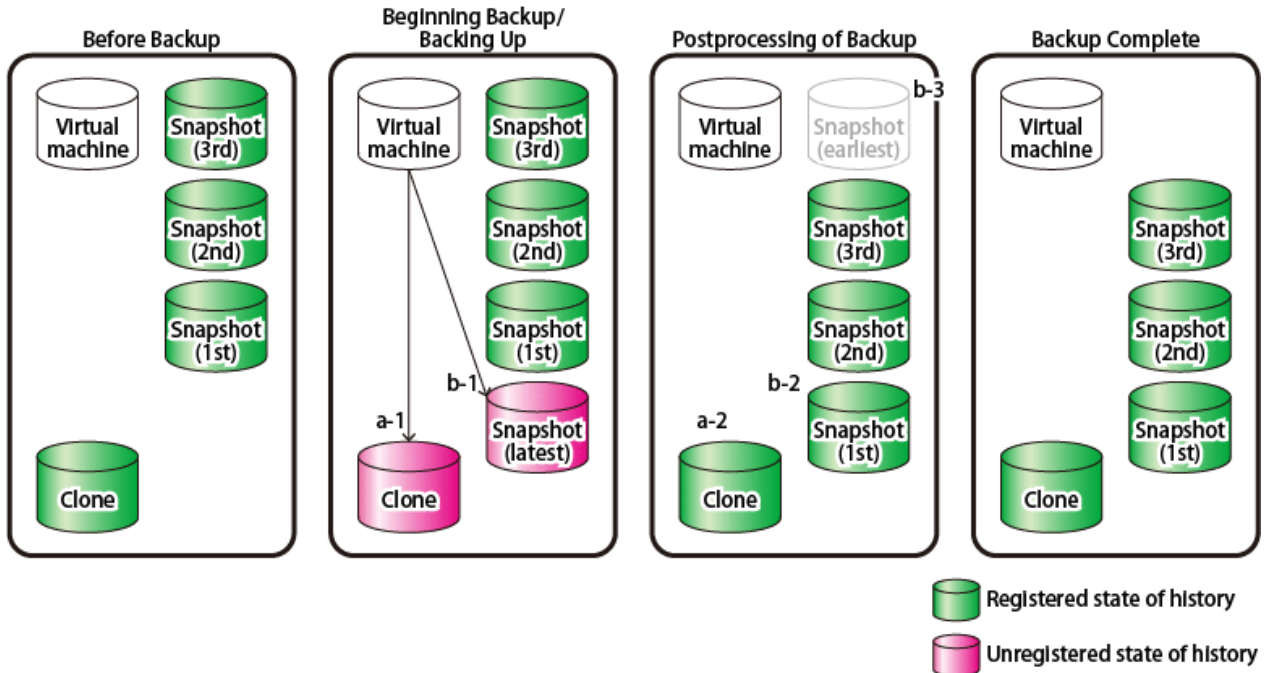 Before Backup
Virtual
machine
Snapshot
(3rd)
Snapshot
(2nd)
Snapshot
(1st)
Clone
Beginning Backup/
Backing Up
Virtual
machine
Snapshot
(3rd)
Snapshot
(2nd)
Snapshot
(1st)
b-1
a-1
Snapshot
(latest)
Clone
Postprocessing of Backup
b-3
Virtual
machine
Snapshot
(earliest)
Snapshot
(3rd)
Snapshot
(2nd)
b-2
a-2
Snapshot
(1st)
Clone
Backup Complete
Virtual
machine
Snapshot
(3rd)
Snapshot
(2nd)
Snapshot
(1st)
Clone
Registered state of history
Unregistered state of history